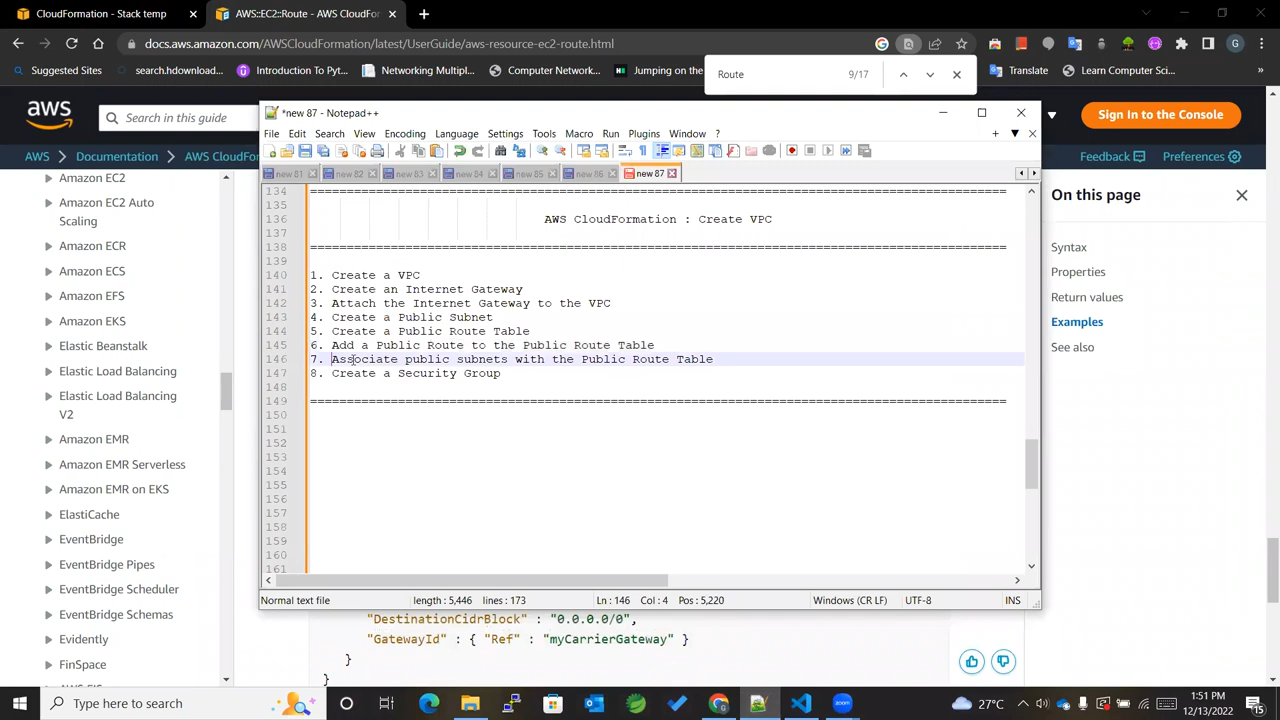 CloudFormation - Stack temp
AWS::EC2::Route - CloudFormation
docs.aws.amazon.com/AWSCloudFormation/latest/UserGuide/aws-resource-ec2-route.html
G
Suggested Sites
search.hdownload...
Introduction To Py...
Networking Multipl...
Computer Network...
Jumping on the
Translate
Learn Computer Sci...
Route
9/17
aws
Search in this guide
Sign In to the Console
AWS
Documentation
AWS CloudFor
Feedback
Preferences
Amazon EC2
Amazon EC2 Auto
Scaling
Amazon ECR
Amazon ECS
Amazon EFS
Amazon EKS
Elastic Beanstalk
Elastic Load Balancing
Elastic Load Balancing
V2
Amazon EMR
Amazon EMR Serverless
Amazon EMR on EKS
ElastiCache
EventBridge
EventBridge Pipes
EventBridge Scheduler
EventBridge Schemas
Evidently
FinSpace
*new 87 - Notepad++
File Edit Search View Encoding Language Settings Tools Macro Run Plugins Window ?
new 81
new 82
new 83
new 84
new 85
new 86
new 87
134 ================================================================================================
135
136 AWS CloudFormation : Create VPC
137
138 ================================================================================================
139
140 1. Create a VPC
141 2. Create an Internet Gateway
142 3. Attach the Internet Gateway to the VPC
143 4. Create a Public Subnet
144 5. Create a Public Route Table
145 6. Add a Public Route to the Public Route Table
146 7. Associate public subnets with the Public Route Table
147 8. Create a Security Group
148
149 ================================================================================================
150
151
152
153
154
155
156
157
158
159
160
161
Normal text file
length : 5,446 lines : 173
Ln : 146 Col : 4 Pos : 5,220
Windows (CR LF)
UTF-8
INS
"DestinationCidrBlock" : "0.0.0.0/0",
"GatewayId" : { "Ref" : "myCarrierGateway" }
}
}
On this page
Syntax
Properties
Return values
Examples
See also
Type here to search
zoom
27°C
1:51 PM
12/13/2022
15